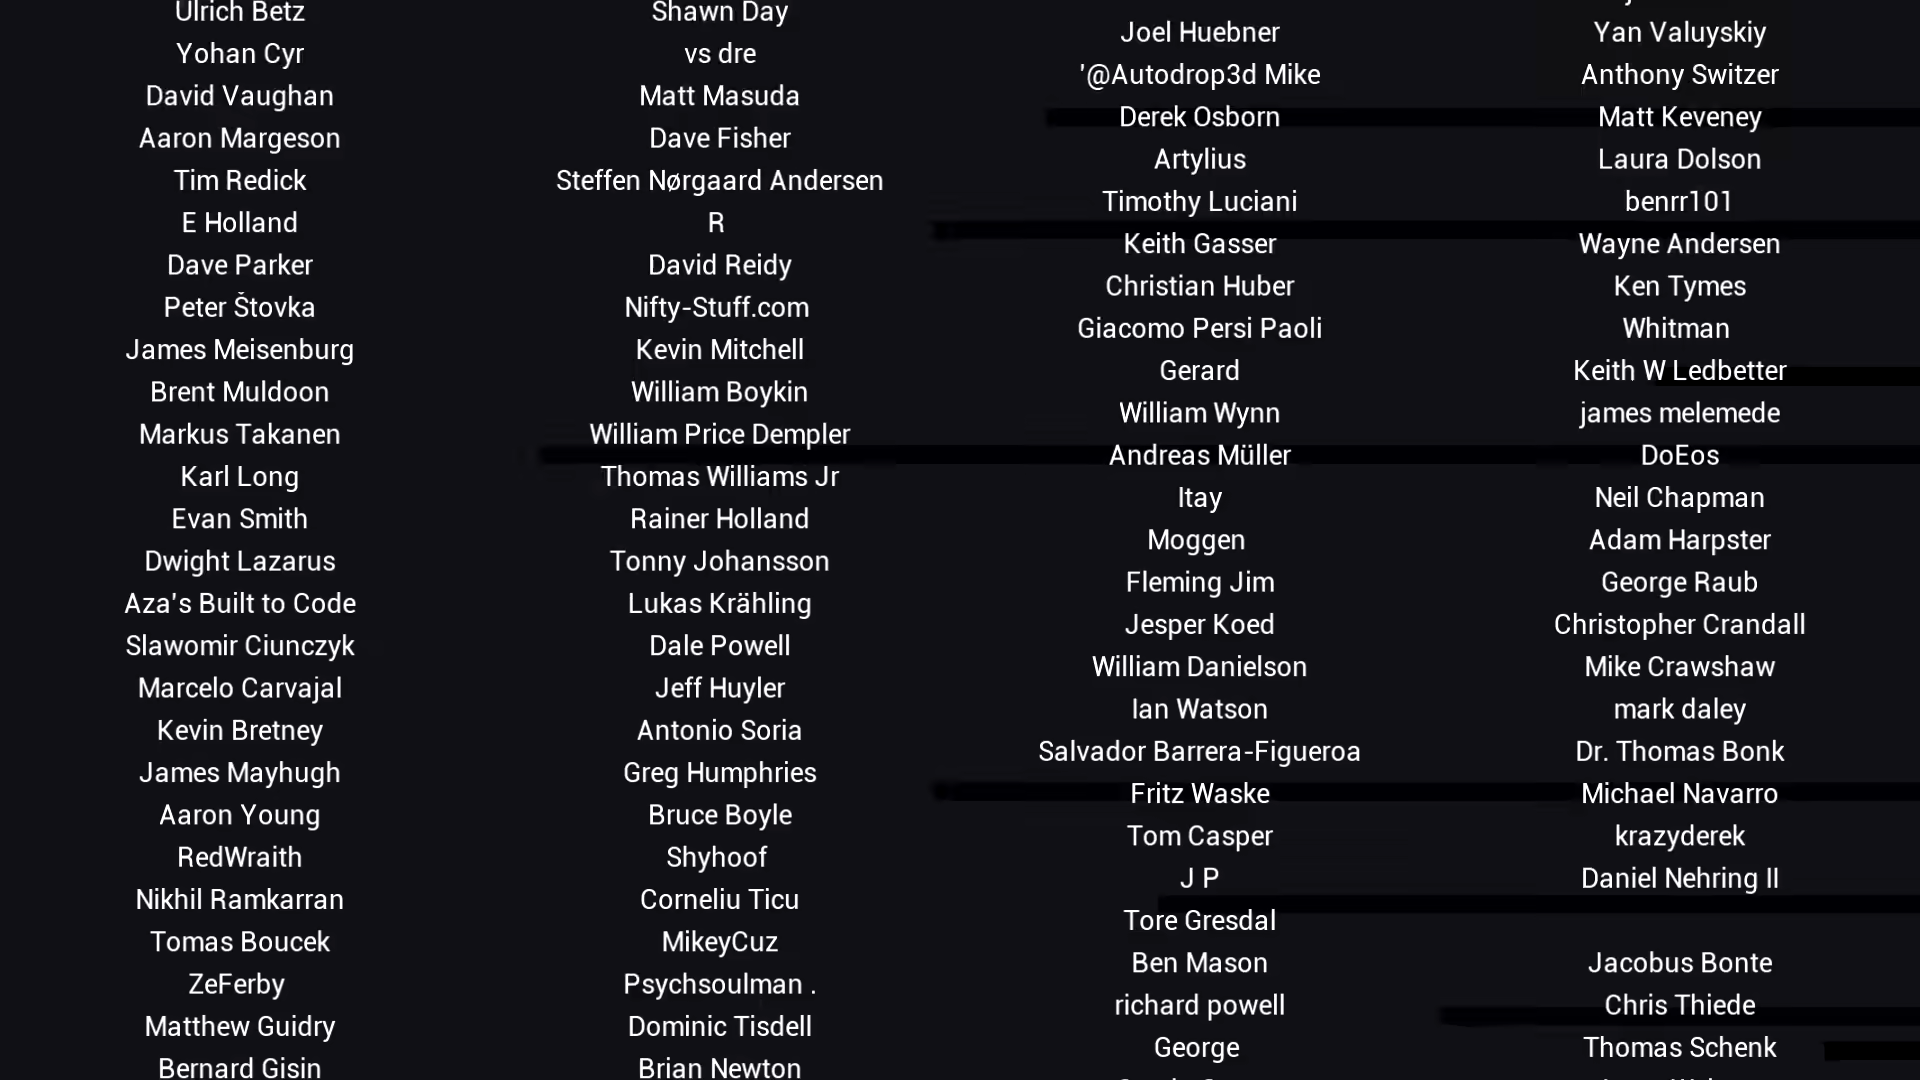 Ulrich Betz
Yohan Cyr
David Vaughan
Aaron Margeson
Tim Redick
E Holland
Dave Parker
Peter Štovka
James Meisenburg
Brent Muldoon
Markus Takanen
Karl Long
Evan Smith
Dwight Lazarus
Aza's Built to Code
Slawomir Ciunczyk
Marcelo Carvajal
Kevin Bretney
James Mayhugh
Aaron Young
RedWraith
Nikhil Ramkarran
Tomas Boucek
ZeFerby
Matthew Guidry
Bernard Gisin
Shawn Day
vs dre
Matt Masuda
Dave Fisher
Steffen Nørgaard Andersen
R
David Reidy
Nifty-Stuff.com
Kevin Mitchell
William Boykin
William Price Dempler
Thomas Williams Jr
Rainer Holland
Tonny Johansson
Lukas Krähling
Dale Powell
Jeff Huyler
Antonio Soria
Greg Humphries
Bruce Boyle
Shyhoof
Corneliu Ticu
MikeyCuz
Psychsoulman .
Dominic Tisdell
Brian Newton
Joel Huebner
'@Autodrop3d Mike
Derek Osborn
Artylius
Timothy Luciani
Keith Gasser
Christian Huber
Giacomo Persi Paoli
Gerard
William Wynn
Andreas Müller
Itay
Moggen
Fleming Jim
Jesper Koed
William Danielson
Ian Watson
Salvador Barrera-Figueroa
Fritz Waske
Tom Casper
J P
Tore Gresdal
Ben Mason
richard powell
George
Yan Valuyskiy
Anthony Switzer
Matt Keveney
Laura Dolson
benrr101
Wayne Andersen
Ken Tymes
Whitman
Keith W Ledbetter
james melemede
DoEos
Neil Chapman
Adam Harpster
George Raub
Christopher Crandall
Mike Crawshaw
mark daley
Dr. Thomas Bonk
Michael Navarro
krazyderek
Daniel Nehring II
Jacobus Bonte
Chris Thiede
Thomas Schenk